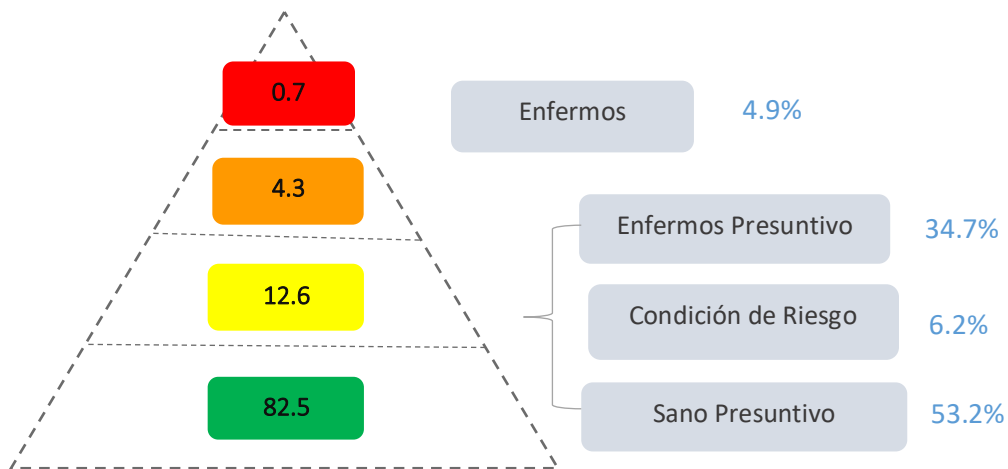 0.7
Enfermos
4.9%
4.3
Enfermos Presuntivo
34.7%
12.6
Condición de Riesgo
6.2%
82.5
Sano Presuntivo
53.2%